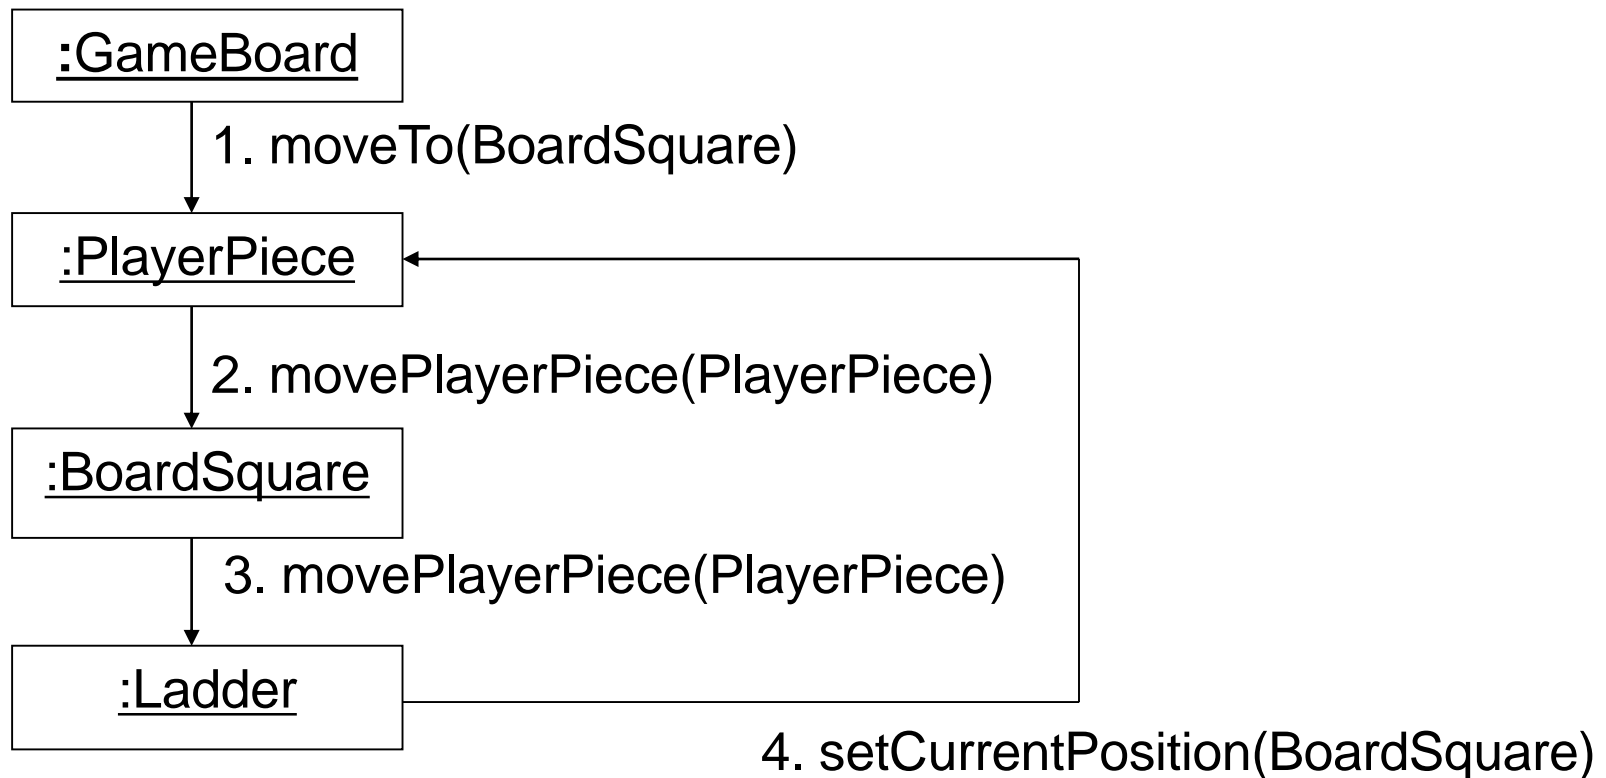 :GameBoard
1. moveTo(BoardSquare)
:PlayerPiece
2. movePlayerPiece(PlayerPiece)
:BoardSquare
3. movePlayerPiece(PlayerPiece)
:Ladder
4. setCurrentPosition(BoardSquare)